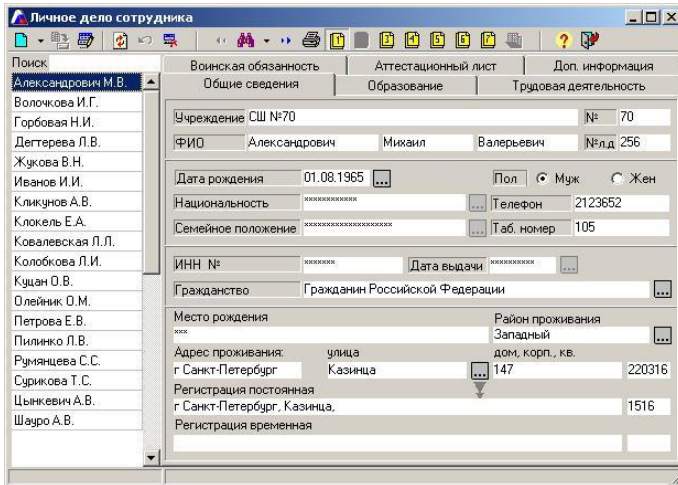 Личное дело сотрудника
Поиск
Александрович М.В.
Волочкова И.Г.
Горбовая Н.И.
Дегтерева Л.В.
Жукова В.Н.
Иванов И.И.
Кликунов А.В.
Клокель Е.А.
Ковалевская Л.Л.
Колобкова Л.И.
Куцан О.В.
Олейник О.М.
Петрова Е.В.
Пилинко Л.В.
Румянцева С.С.
Сурикова Т.С.
Цынкевич А.В.
Шауро А.В.
Воинская обязанность Аттестационный лист Доп. информация
Общие сведения Образование Трудовая деятельность
Учреждение СШ №70 № 70
ФИО Александрович Михаил Валерьевич №л.д 256
Дата рождения 01.08.1965 ... Пол Муж Жен
Национальность ************ ... Телефон 2123652
Семейное положение ******************** ... Таб. номер 105
ИНН № ******* Дата выдачи ********** ...
Гражданство Гражданин Российской Федерации ...
Место рождения Район проживания
*** Западный ...
Адрес проживания: улица дом, корп., кв.
г Санкт-Петербург Казинца ... 147 220316
Регистрация постоянная
г Санкт-Петербург, Казинца, 1516
Регистрация временная